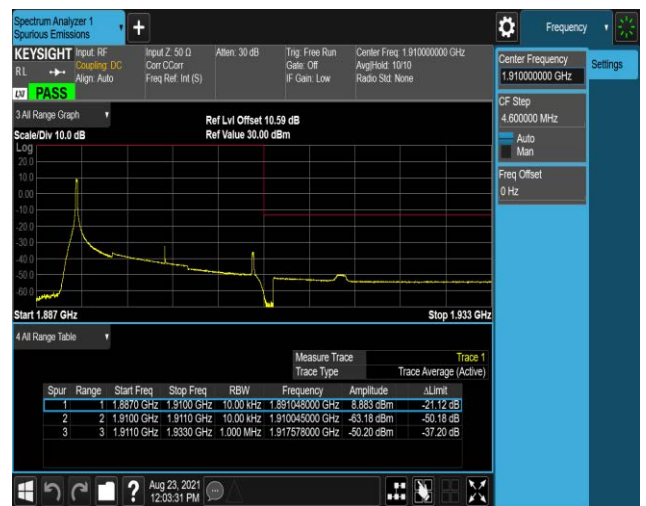 Spectrum Analyzer 1
Spurious Emissions
+
Frequency
KEYSIGHT Input: RF Input Z: 50 Ω Atten: 30 dB Trig: Free Run Center Freq: 1.910000000 GHz
RL Coupling: DC Corr CCorr Gate: Off Avg|Hold: 10/10
Align: Auto Freq Ref: Int (S) IF Gain: Low Radio Std: None
LXI PASS
Center Frequency
1.910000000 GHz
Settings
CF Step
4.600000 MHz
Auto
Man
Freq Offset
0 Hz
3 All Range Graph
Ref Lvl Offset 10.59 dB
Scale/Div 10.0 dB Ref Value 30.00 dBm
Log
20.0
10.0
0.00
-10.0
-20.0
-30.0
-40.0
-50.0
-60.0
Start 1.887 GHz Stop 1.933 GHz
4 All Range Table
Measure Trace Trace 1
Trace Type Trace Average (Active)
Spur Range Start Freq Stop Freq RBW Frequency Amplitude ΔLimit
1 1 1.8870 GHz 1.9100 GHz 10.00 kHz 1.891048000 GHz 8.883 dBm -21.12 dB
2 2 1.9100 GHz 1.9110 GHz 10.00 kHz 1.910045000 GHz -63.18 dBm -50.18 dB
3 3 1.9110 GHz 1.9330 GHz 1.000 MHz 1.917578000 GHz -50.20 dBm -37.20 dB
? Aug 23, 2021
12:03:31 PM